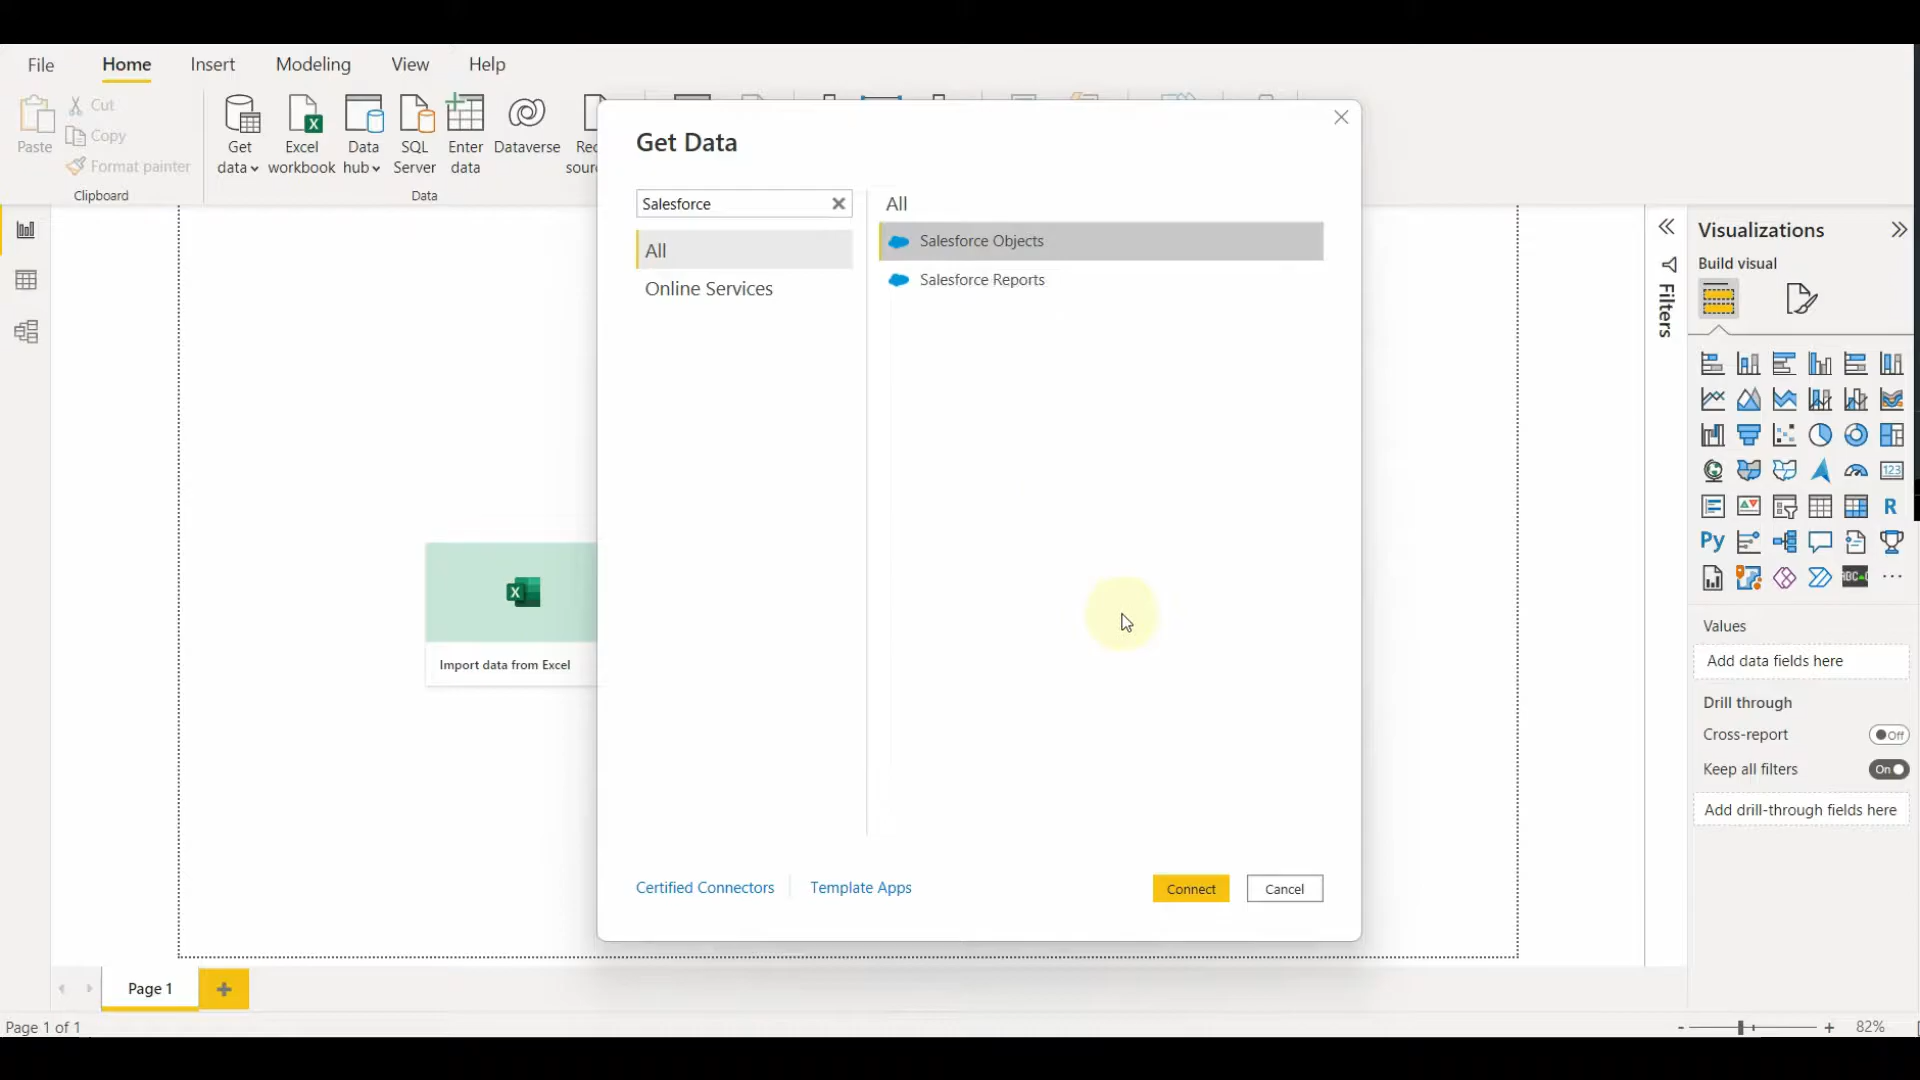 File Home Insert Modeling View Help
Paste
Cut
Copy
Format painter
Clipboard
Get data
Excel workbook
Data hub
SQL Server
Enter data
Dataverse
Data
Get Data
Salesforce
All
Online Services
All
Salesforce Objects
Salesforce Reports
Certified Connectors
Template Apps
Connect
Cancel
Import data from Excel
Filters
Visualizations
Build visual
123
R
Py
Values
Add data fields here
Drill through
Cross-report
Off
Keep all filters
On
Add drill-through fields here
Page 1
Page 1 of 1
- + 82%